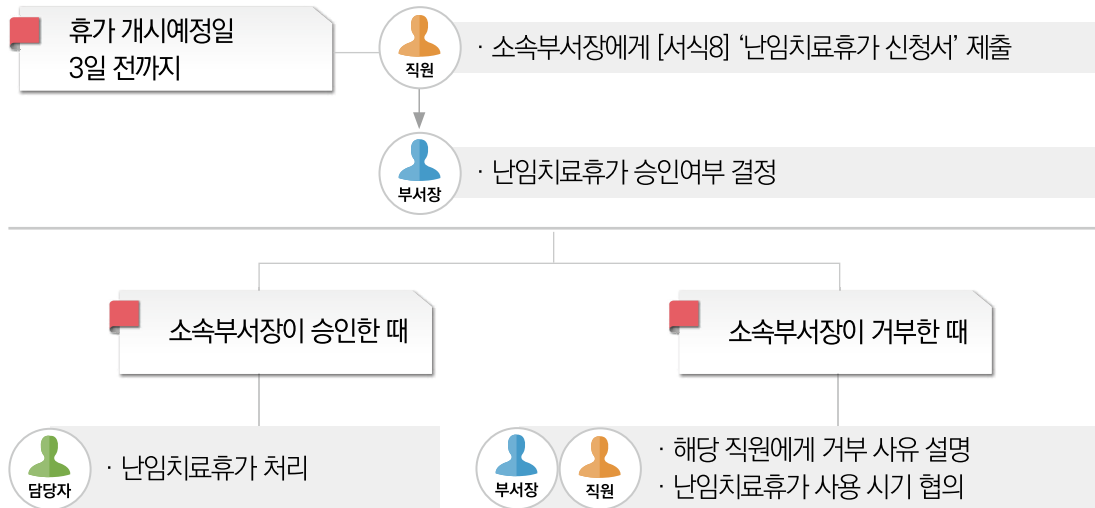 휴가 개시예정일
3일 전까지
직원
· 소속부서장에게 [서식8] ‘난임치료휴가 신청서’ 제출
부서장
· 난임치료휴가 승인여부 결정
소속부서장이 승인한 때
소속부서장이 거부한 때
담당자
· 난임치료휴가 처리
부서장
직원
· 해당 직원에게 거부 사유 설명
· 난임치료휴가 사용 시기 협의